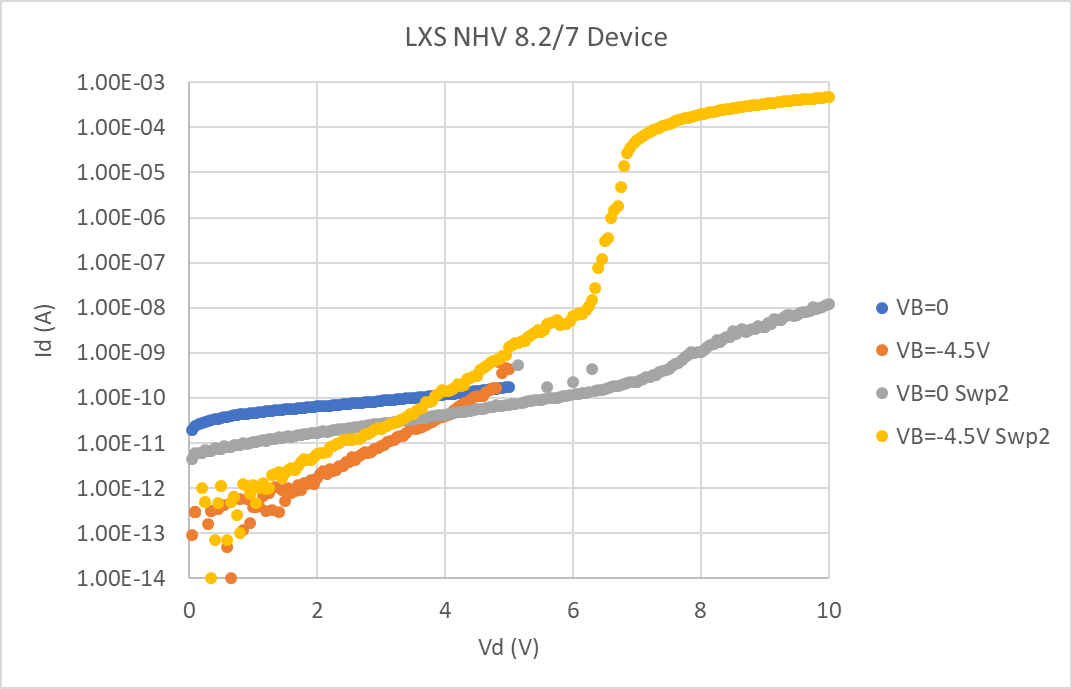 LXS NHV 8.2/7 Device
1.00E-03
1.00E-04
1.00E-05
1.00E-06
1.00E-07
1.00E-08
1.00E-09
1.00E-10
1.00E-11
1.00E-12
1.00E-13
1.00E-14
Id (A)
0 2 4 6 8 10
Vd (V)
VB=0
VB=-4.5V
VB=0 Swp2
VB=-4.5V Swp2